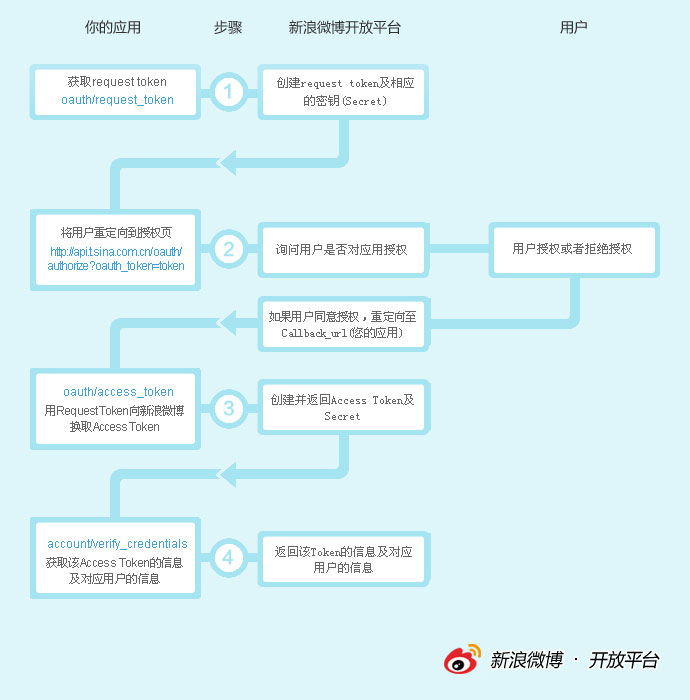 你的应用 步骤 新浪微博开放平台 用户
获取request token
oauth/request_token
1
创建request token及相应
的密钥(Secret)
将用户重定向到授权页
http://api.t.sina.com.cn/oauth/
authorize?oauth_token=token
2
询问用户是否对应用授权
用户授权或者拒绝授权
如果用户同意授权，重定向至
Callback_url(您的应用)
oauth/access_token
用RequestToken向新浪微博
换取AccessToken
3
创建并返回Access Token及
Secret
account/verify_credentials
获取该Access Token的信息
及对应用户的信息
4
返回该Token的信息及对应
用户的信息
新浪微博 · 开放平台